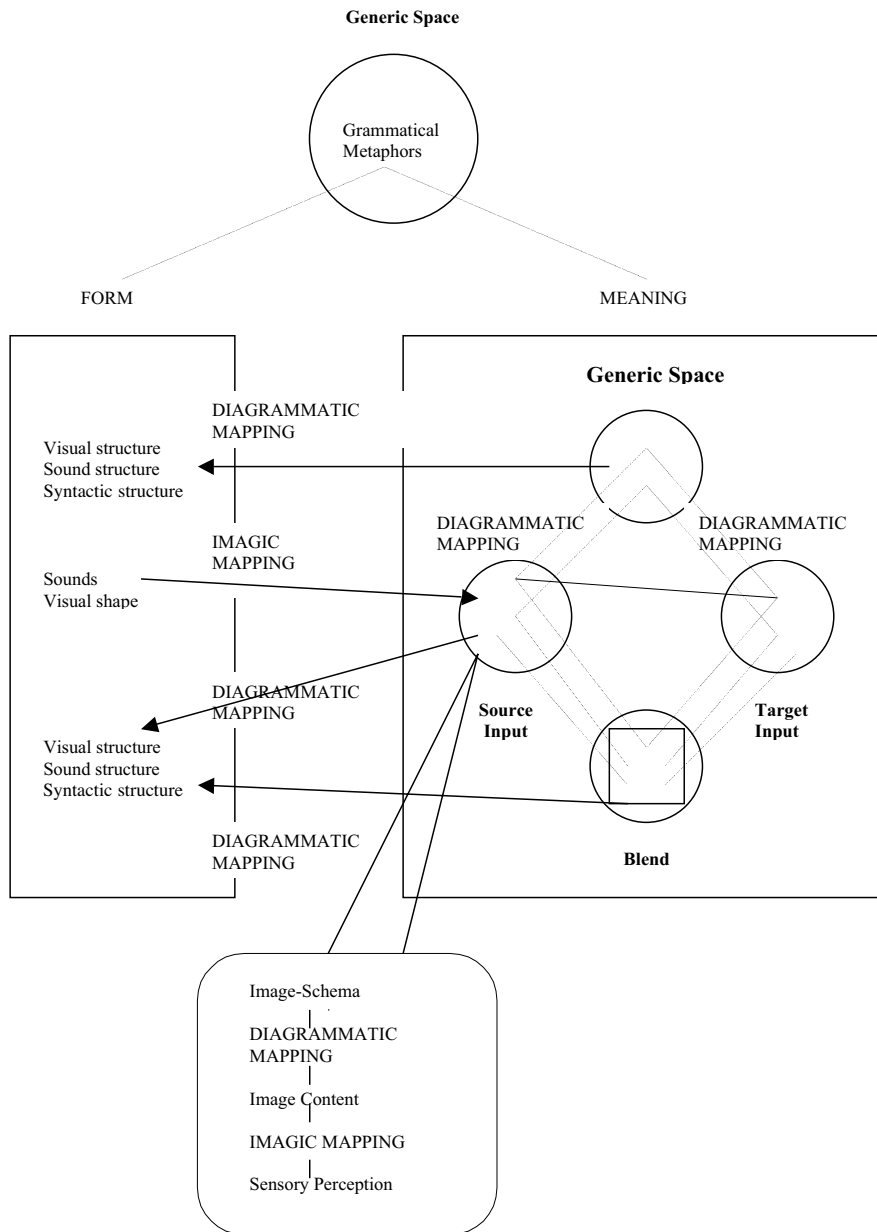 Generic Space
Grammatical
Metaphors
FORM
MEANING
Generic Space
DIAGRAMMATIC
MAPPING
Visual structure
Sound structure
Syntactic structure
IMAGIC
MAPPING
DIAGRAMMATIC
MAPPING
DIAGRAMMATIC
MAPPING
Sounds
Visual shape
DIAGRAMMATIC
MAPPING
Source
Input
Target
Input
Visual structure
Sound structure
Syntactic structure
DIAGRAMMATIC
MAPPING
Blend
Image-Schema
DIAGRAMMATIC
MAPPING
Image Content
IMAGIC MAPPING
Sensory Perception